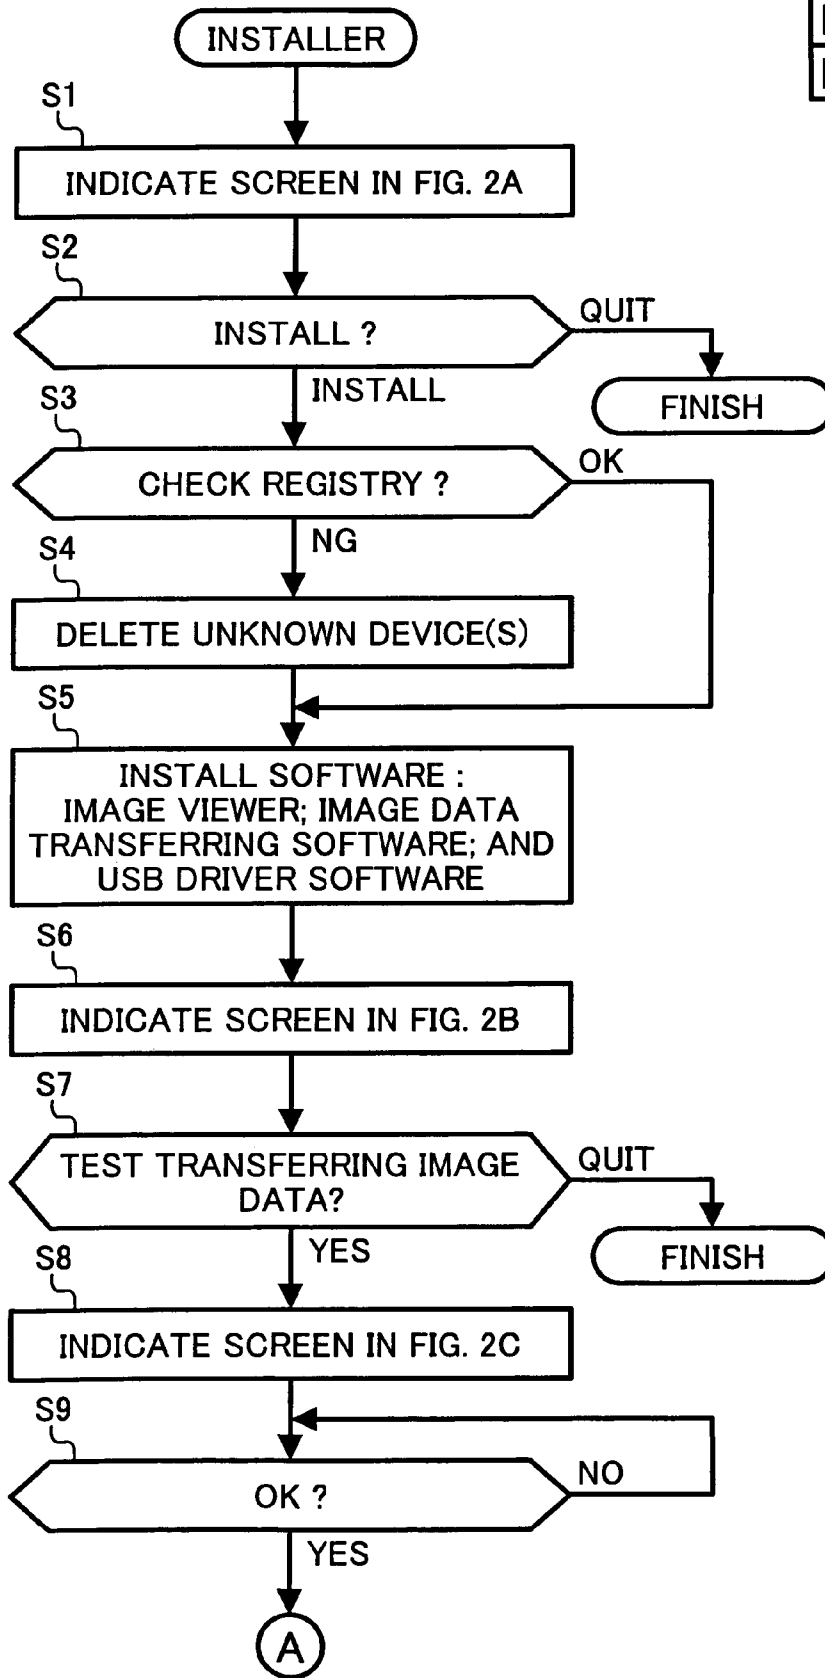 INSTALLER
S1
INDICATE SCREEN IN FIG. 2A
S2
INSTALL ?
QUIT
INSTALL
FINISH
S3
CHECK REGISTRY ?
OK
NG
S4
DELETE UNKNOWN DEVICE(S)
S5
INSTALL SOFTWARE :
IMAGE VIEWER; IMAGE DATA
TRANSFERRING SOFTWARE; AND
USB DRIVER SOFTWARE
S6
INDICATE SCREEN IN FIG. 2B
S7
TEST TRANSFERRING IMAGE
DATA?
QUIT
YES
FINISH
S8
INDICATE SCREEN IN FIG. 2C
S9
OK ?
NO
YES
A